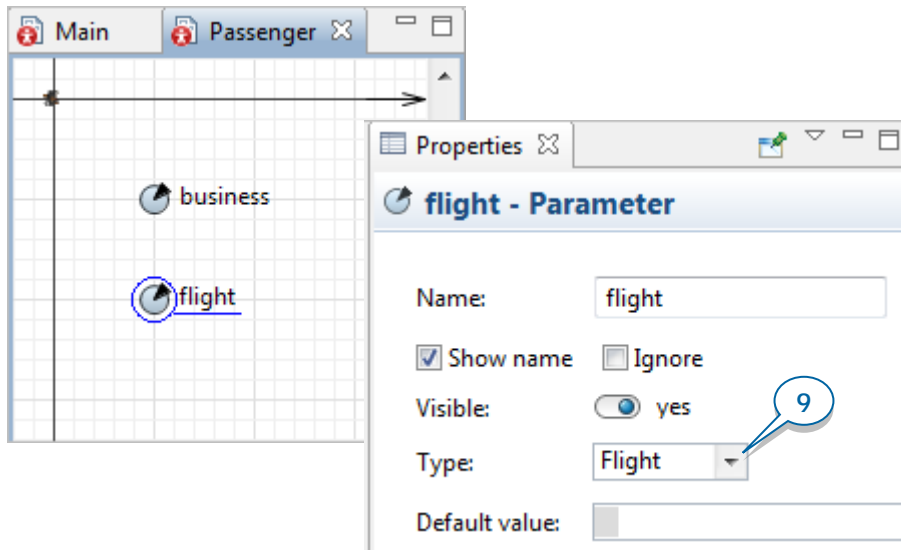 Main
Passenger
business
flight
Properties
flight - Parameter
Name: flight
Show name Ignore
Visible: yes
9
Type: Flight
Default value: